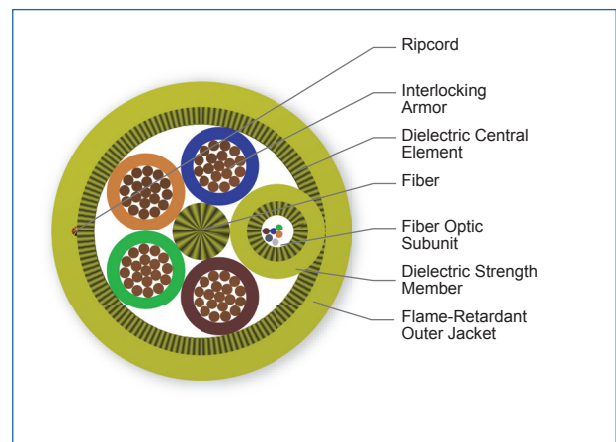 Ripcord
Interlocking
Armor
Dielectric Central
Element
Fiber
Fiber Optic
Subunit
Dielectric Strength
Member
Flame-Retardant
Outer Jacket